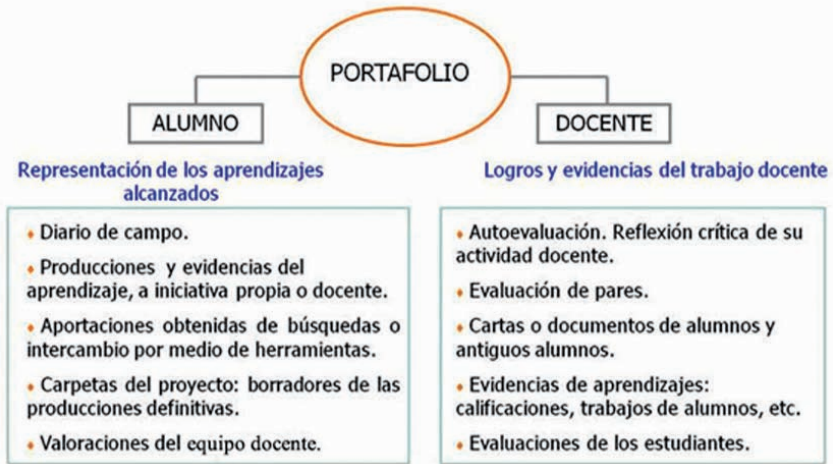 PORTAFOLIO
ALUMNO
Representación de los aprendizajes
alcanzados
• Diario de campo.
• Producciones y evidencias del
aprendizaje, a iniciativa propia o docente.
• Aportaciones obtenidas de búsquedas o
intercambio por medio de herramientas.
• Carpetas del proyecto: borradores de las
producciones definitivas.
• Valoraciones del equipo docente.
DOCENTE
Logros y evidencias del trabajo docente
• Autoevaluación. Reflexión crítica de su
actividad docente.
• Evaluación de pares.
• Cartas o documentos de alumnos y
antiguos alumnos.
• Evidencias de aprendizajes:
calificaciones, trabajos de alumnos, etc.
• Evaluaciones de los estudiantes.